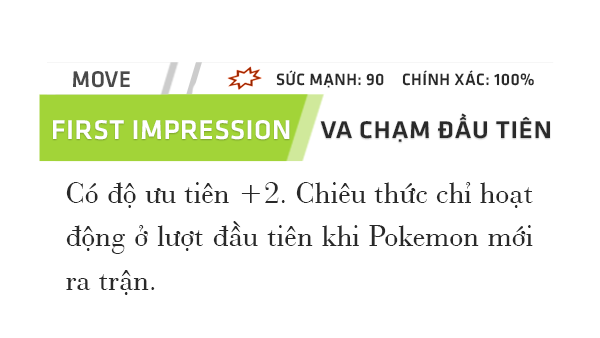 MOVE SỨC MẠNH: 90 CHÍNH XÁC: 100%
FIRST IMPRESSION VA CHẠM ĐẦU TIÊN
Có độ ưu tiên +2. Chiêu thức chỉ hoạt
động ở lượt đầu tiên khi Pokemon mới
ra trận.